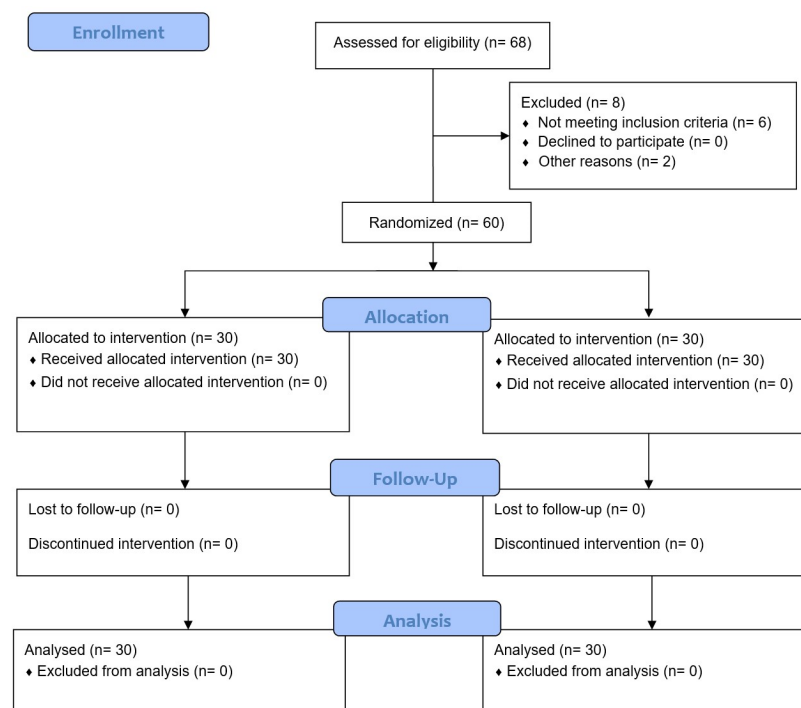 Enrollment
Assessed for eligibility (n= 68)
Excluded (n= 8)
♦ Not meeting inclusion criteria (n= 6)
♦ Declined to participate (n= 0)
♦ Other reasons (n= 2)
Randomized (n= 60)
Allocation
Allocated to intervention (n= 30)
♦ Received allocated intervention (n= 30)
♦ Did not receive allocated intervention (n= 0)
Allocated to intervention (n= 30)
♦ Received allocated intervention (n= 30)
♦ Did not receive allocated intervention (n= 0)
Follow-Up
Lost to follow-up (n= 0)
Discontinued intervention (n= 0)
Lost to follow-up (n= 0)
Discontinued intervention (n= 0)
Analysis
Analysed (n= 30)
♦ Excluded from analysis (n= 0)
Analysed (n= 30)
♦ Excluded from analysis (n= 0)